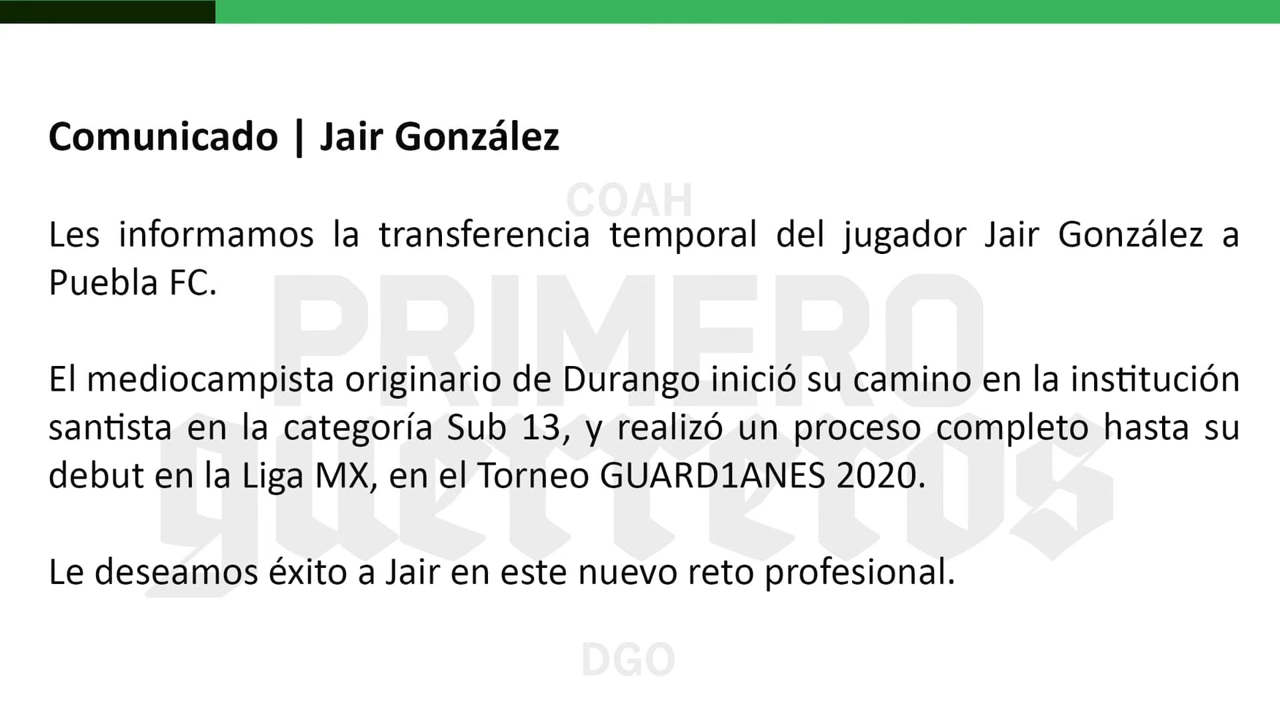 Comunicado | Jair González
COAH
Les informamos la transferencia temporal del jugador Jair González a
Puebla FC.
PRIMERO
El mediocampista originario de Durango inició su camino en la institución
santista en la categoría Sub 13, y realizó un proceso completo hasta su
guerreros
debut en la Liga MX, en el Torneo GUARD1ANES 2020.
Le deseamos éxito a Jair en este nuevo reto profesional.
DGO